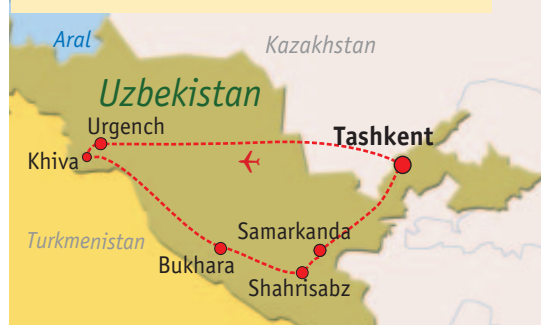 Aral
Kazakhstan
Uzbekistan
Urgench
Tashkent
Khiva
Turkmenistan
Samarkanda
Bukhara
Shahrisabz